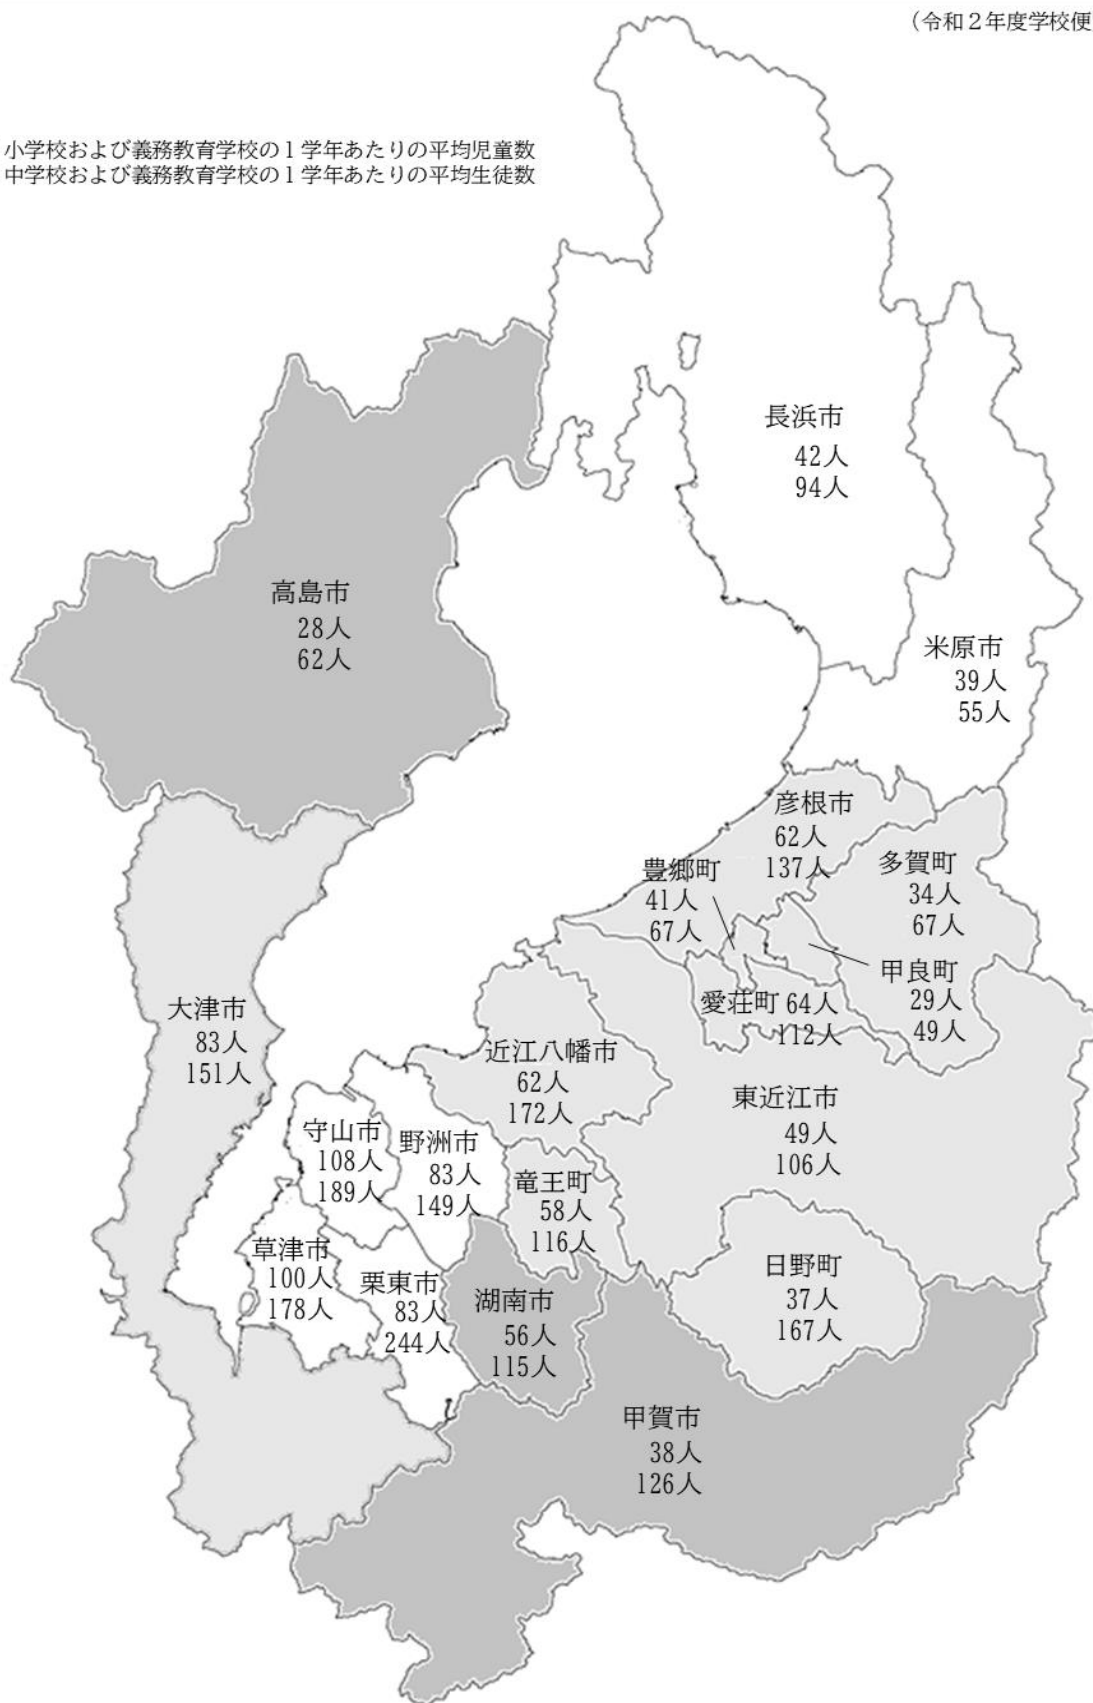 （令和２年度学校便
小学校および義務教育学校の１学年あたりの平均児童数
中学校および義務教育学校の１学年あたりの平均生徒数
長浜市
42人
94人
高島市
28人
62人
米原市
39人
55人
彦根市
62人
137人
豊郷町
41人
67人
多賀町
34人
67人
甲良町
29人
49人
愛荘町 64人
112人
大津市
83人
151人
近江八幡市
62人
172人
東近江市
49人
106人
守山市
108人
189人
野洲市
83人
149人
竜王町
58人
116人
草津市
100人
178人
栗東市
83人
244人
湖南市
56人
115人
日野町
37人
167人
甲賀市
38人
126人